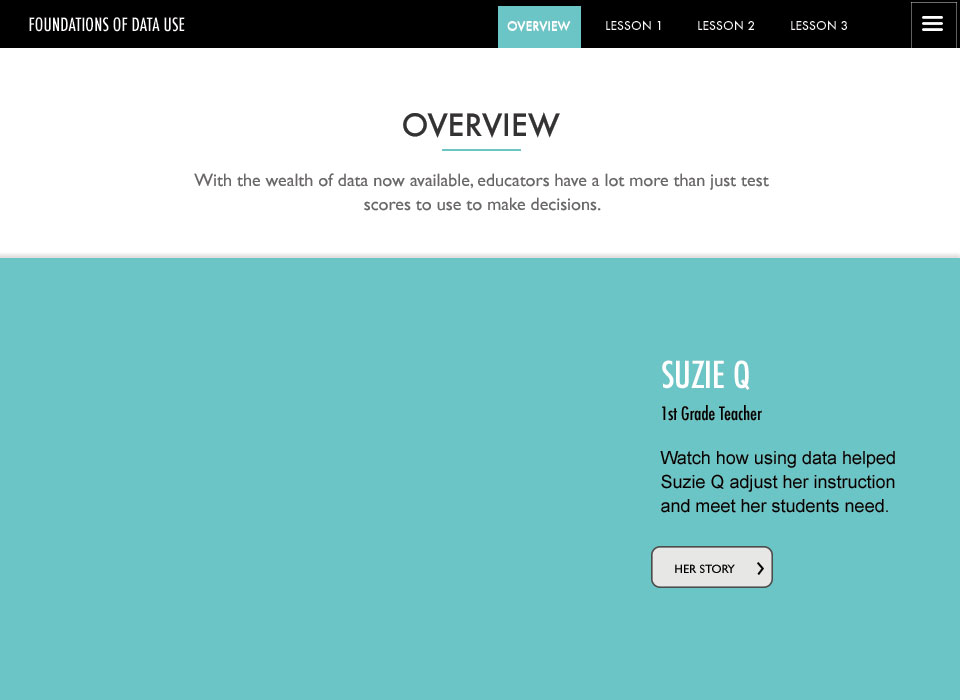 FOUNDATIONS OF DATA USE
OVERVIEW
LESSON 1
LESSON 2
LESSON 3
OVERVIEW
With the wealth of data now available, educators have a lot more than just test
scores to use to make decisions.
SUZIE Q
1st Grade Teacher
Watch how using data helped
Suzie Q adjust her instruction
and meet her students need.
HER STORY